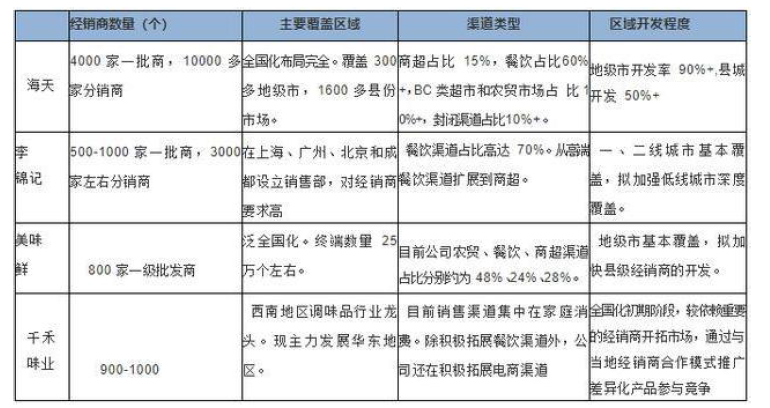 经销商数量（个）
主要覆盖区域
渠道类型
区域开发程度
海天
4000 家一批商，10000 多
家分销商
全国化布局完全。覆盖 300
多地级市，1600 多县份
市场。
商超占比 15%，餐饮占比60%
+,BC 类超市和农贸市场占 比 1
0%+，封闭渠道占比10%+。
地级市开发率 90%+,县城
开发 50%+
李
锦记
500-1000 家一批商，3000
家左右分销商
在上海、广州、北京和成
都设立销售部，对经销商
要求高
餐饮渠道占比高达 70%。从高端
餐饮渠道扩展到商超。
一、二线城市基本覆
盖，拟加强低线城市深度
覆盖。
美味
鲜
800 家一级批发商
泛全国化。终端数量 25
万个左右。
目前公司农贸、餐饮、商超渠道
占比分别约为 48%、24%、28%。
地级市基本覆盖，拟加
快县级经销商的开发。
千禾
味业
900-1000
西南地区调味品行业龙
头。现主力发展华东地
区。
目前销售渠道集中在家庭消
费。除积极拓展餐饮渠道外，公
司还在积极拓展电商渠道
全国化初期阶段，较依赖重要
的经销商开拓市场，通过与
当地经销商合作模式推广
差异化产品参与竞争